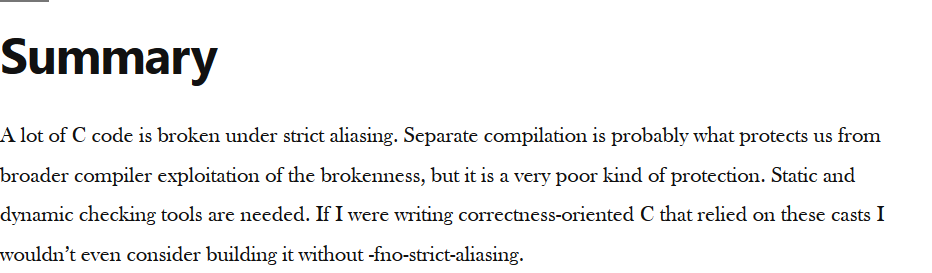 Summary
A lot of C code is broken under strict aliasing. Separate compilation is probably what protects us from
broader compiler exploitation of the brokenness, but it is a very poor kind of protection. Static and
dynamic checking tools are needed. If I were writing correctness-oriented C that relied on these casts I
wouldn’t even consider building it without -fno-strict-aliasing.